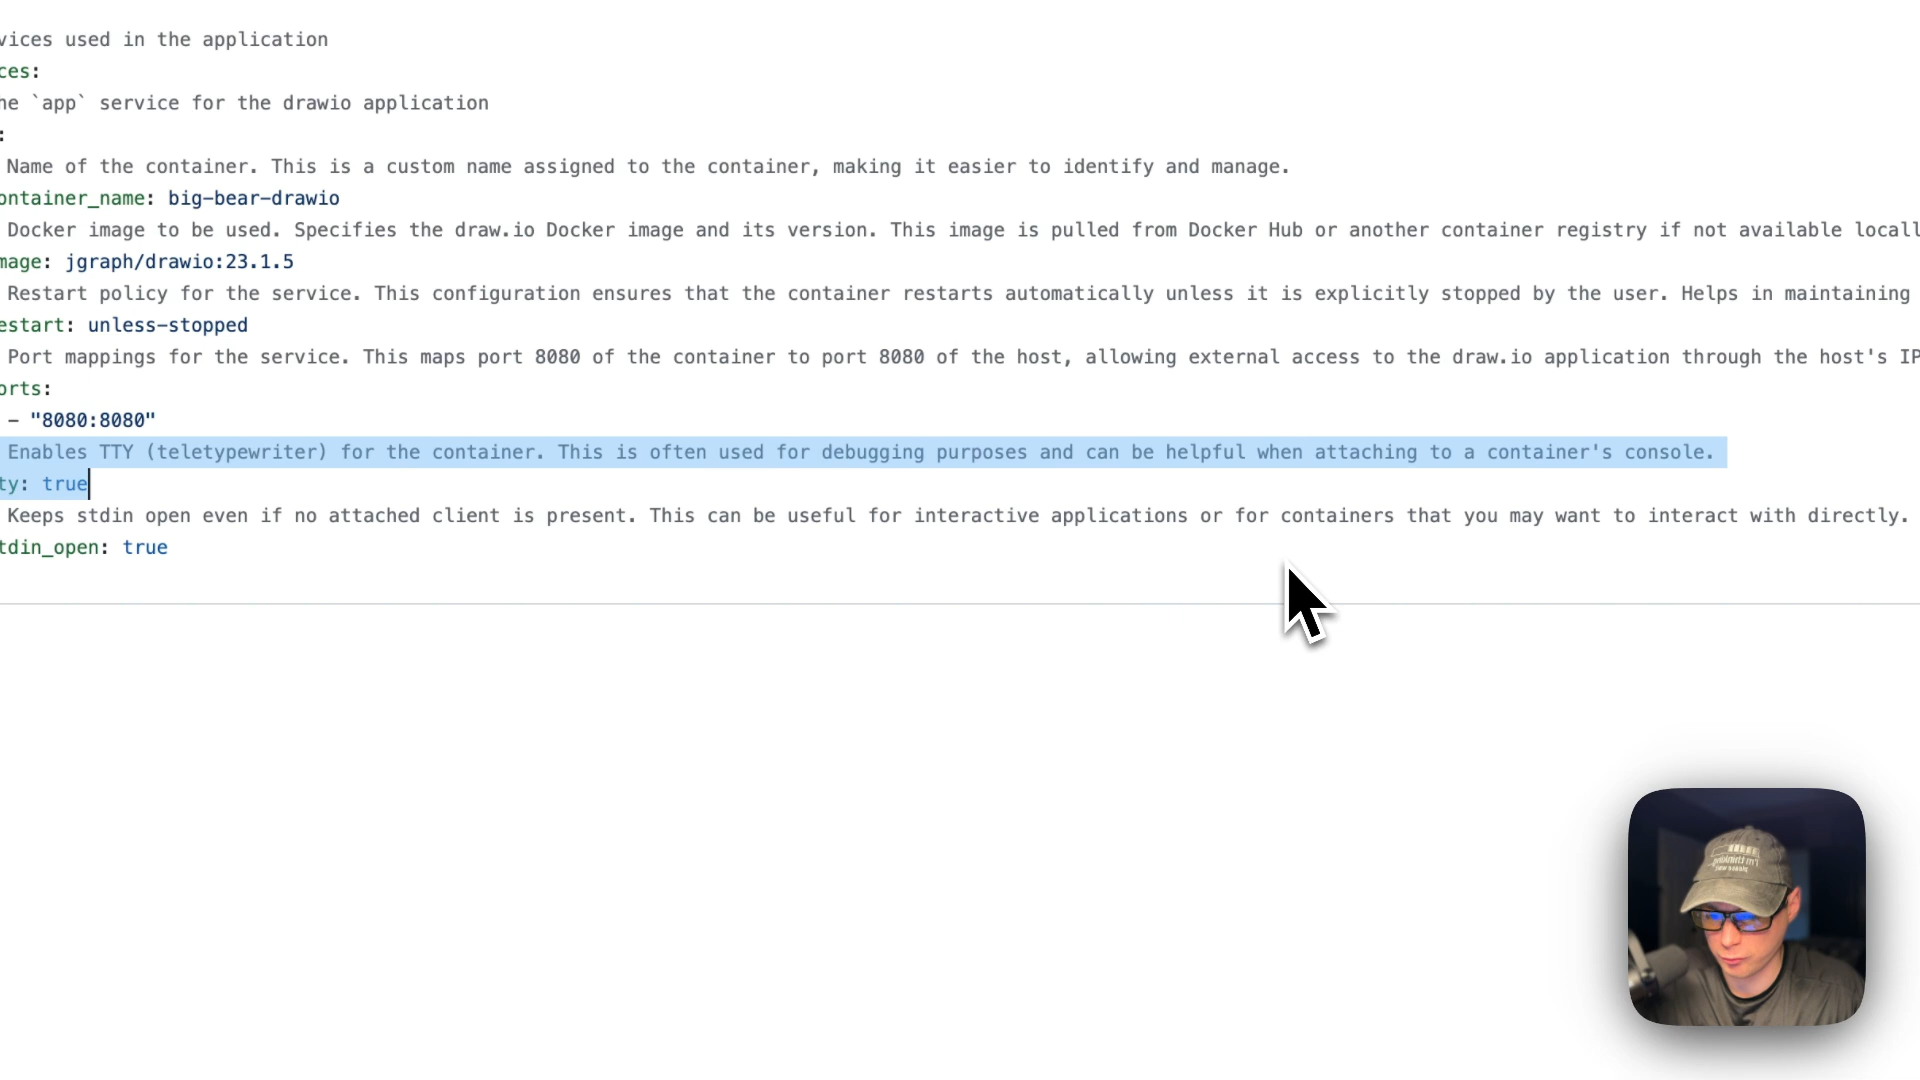 vices used in the application
ces:
he `app` service for the drawio application
:
Name of the container. This is a custom name assigned to the container, making it easier to identify and manage.
ontainer_name: big-bear-drawio
Docker image to be used. Specifies the draw.io Docker image and its version. This image is pulled from Docker Hub or another container registry if not available locall
mage: jgraph/drawio:23.1.5
Restart policy for the service. This configuration ensures that the container restarts automatically unless it is explicitly stopped by the user. Helps in maintaining
estart: unless-stopped
Port mappings for the service. This maps port 8080 of the container to port 8080 of the host, allowing external access to the draw.io application through the host's IP
orts:
- "8080:8080"
Enables TTY (teletypewriter) for the container. This is often used for debugging purposes and can be helpful when attaching to a container's console.
ty: true
Keeps stdin open even if no attached client is present. This can be useful for interactive applications or for containers that you may want to interact with directly.
tdin_open: true